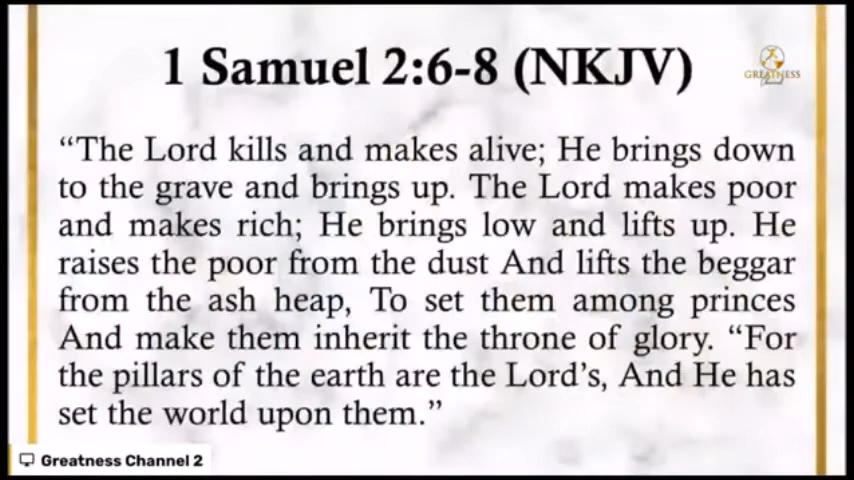 1 Samuel 2:6-8 (NKJV)
GREATNESS
“The Lord kills and makes alive; He brings down
to the grave and brings up. The Lord makes poor
and makes rich; He brings low and lifts up. He
raises the poor from the dust And lifts the beggar
from the ash heap, To set them among princes
And make them inherit the throne of glory. “For
the pillars of the earth are the Lord’s, And He has
set the world upon them.”
Greatness Channel 2